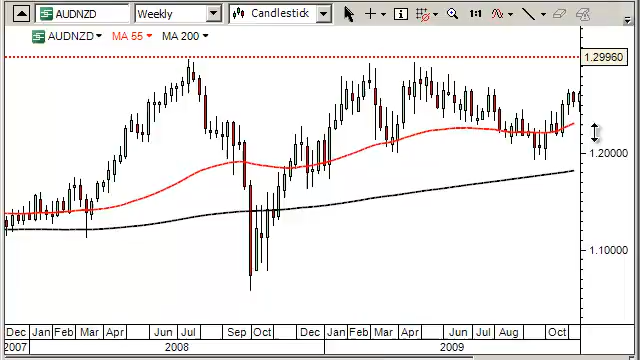 AUDNZD Weekly Candlestick 1:1
AUDNZD MA 55 MA 200
1.29960
1.20000
1.10000
Dec Jan Feb Mar Apr Jun Jul Sep Oct Dec Jan Feb Mar Apr Jun Jul Aug Oct
2007 2008 2009